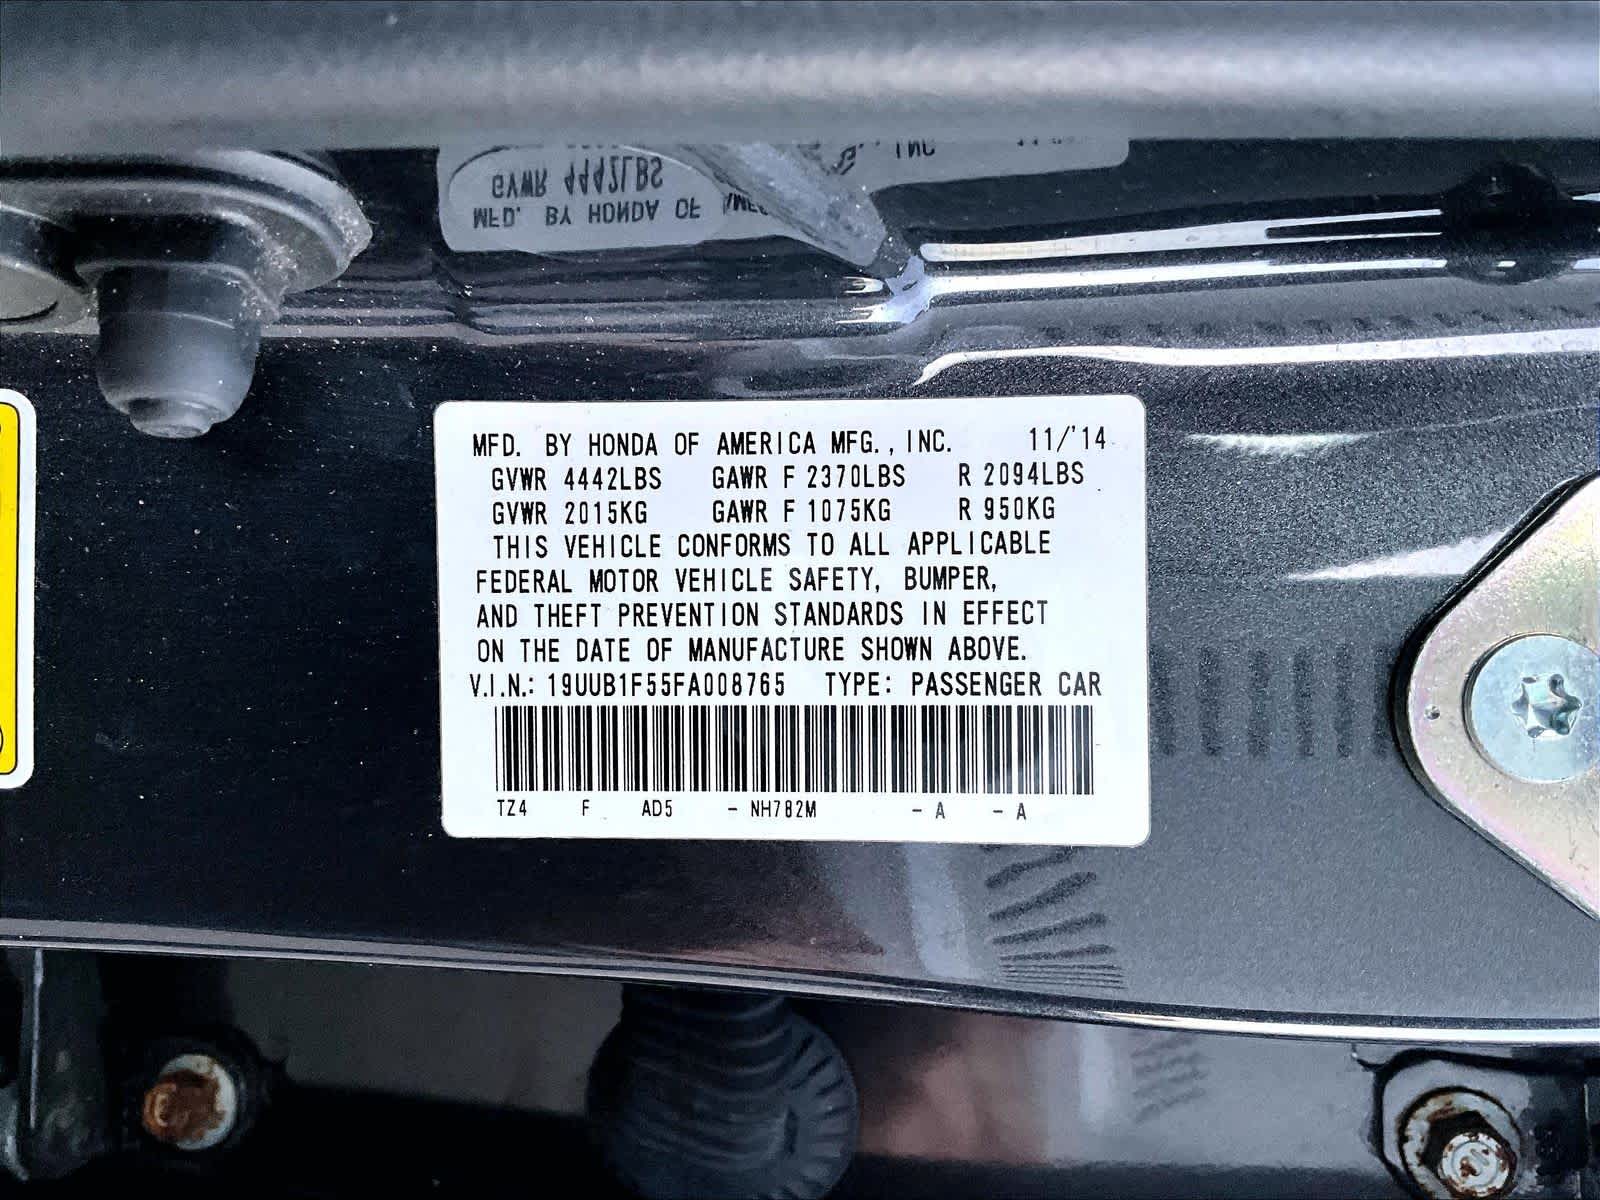 MFD. BY HONDA OF AMERICA MFG., INC. 11/'14
GVWR 4442LBS GAWR F 2370LBS R 2094LBS
GVWR 2015KG GAWR F 1075KG R 950KG
THIS VEHICLE CONFORMS TO ALL APPLICABLE
FEDERAL MOTOR VEHICLE SAFETY, BUMPER,
AND THEFT PREVENTION STANDARDS IN EFFECT
ON THE DATE OF MANUFACTURE SHOWN ABOVE.
V.I.N.: 19UUB1F55FA008765 TYPE: PASSENGER CAR
TZ4 F AD5 - NH782M - A - A